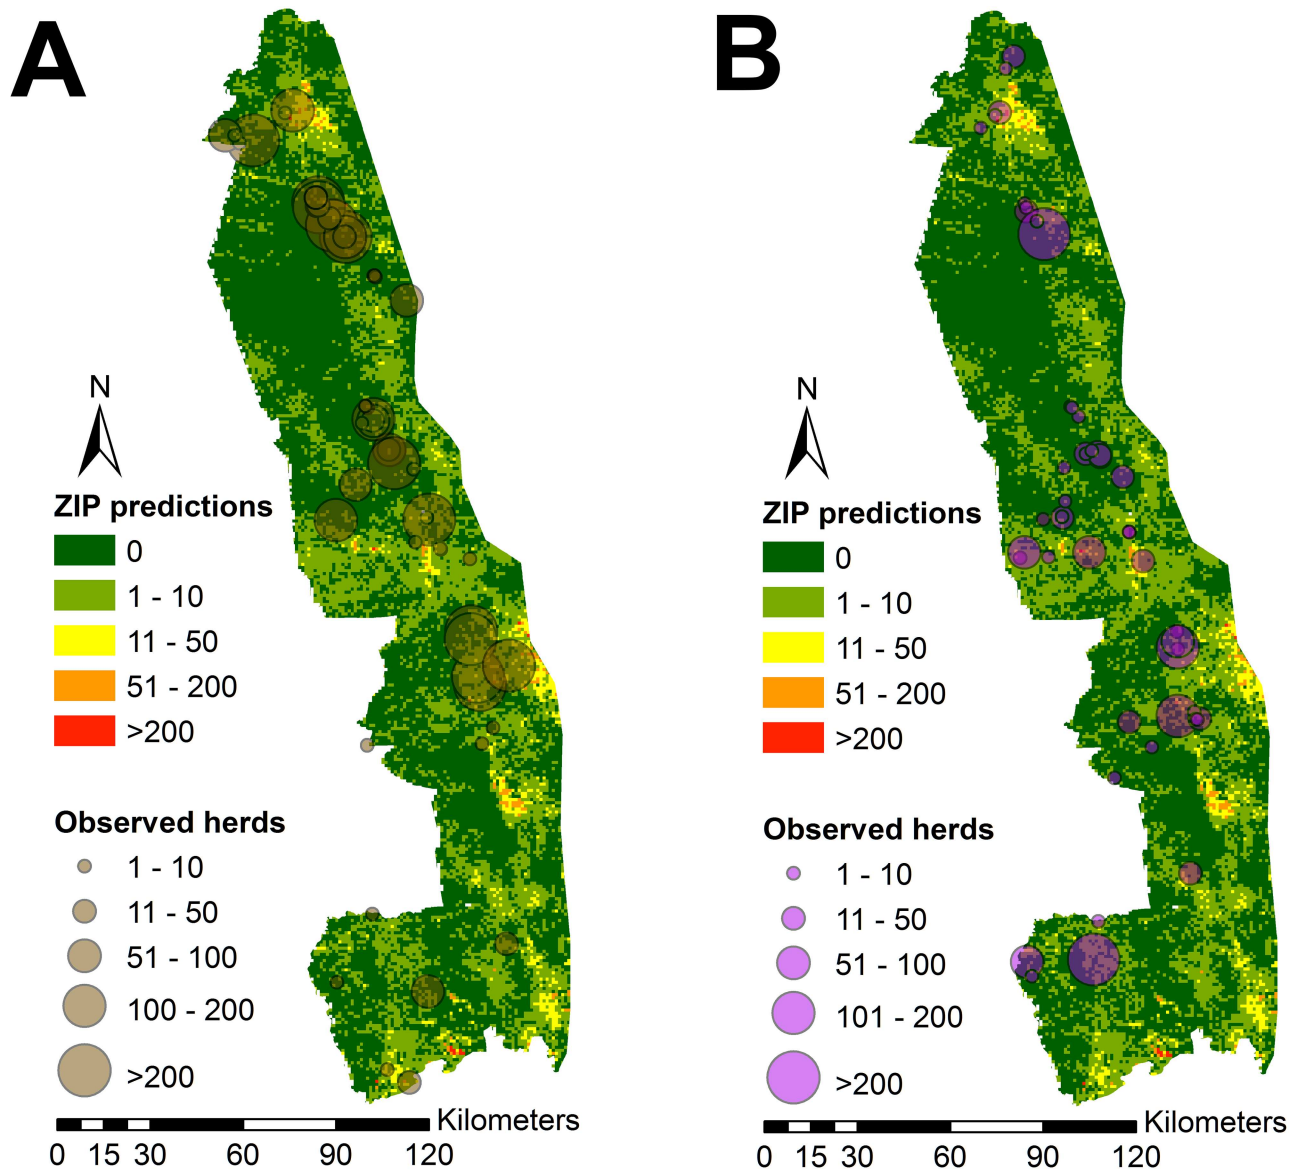 A
N
ZIP predictions
0
1 - 10
11 - 50
51 - 200
>200
Observed herds
1 - 10
11 - 50
51 - 100
100 - 200
>200
Kilometers
0 15 30 60 90 120
B
N
ZIP predictions
0
1 - 10
11 - 50
51 - 200
>200
Observed herds
1 - 10
11 - 50
51 - 100
101 - 200
>200
Kilometers
0 15 30 60 90 120